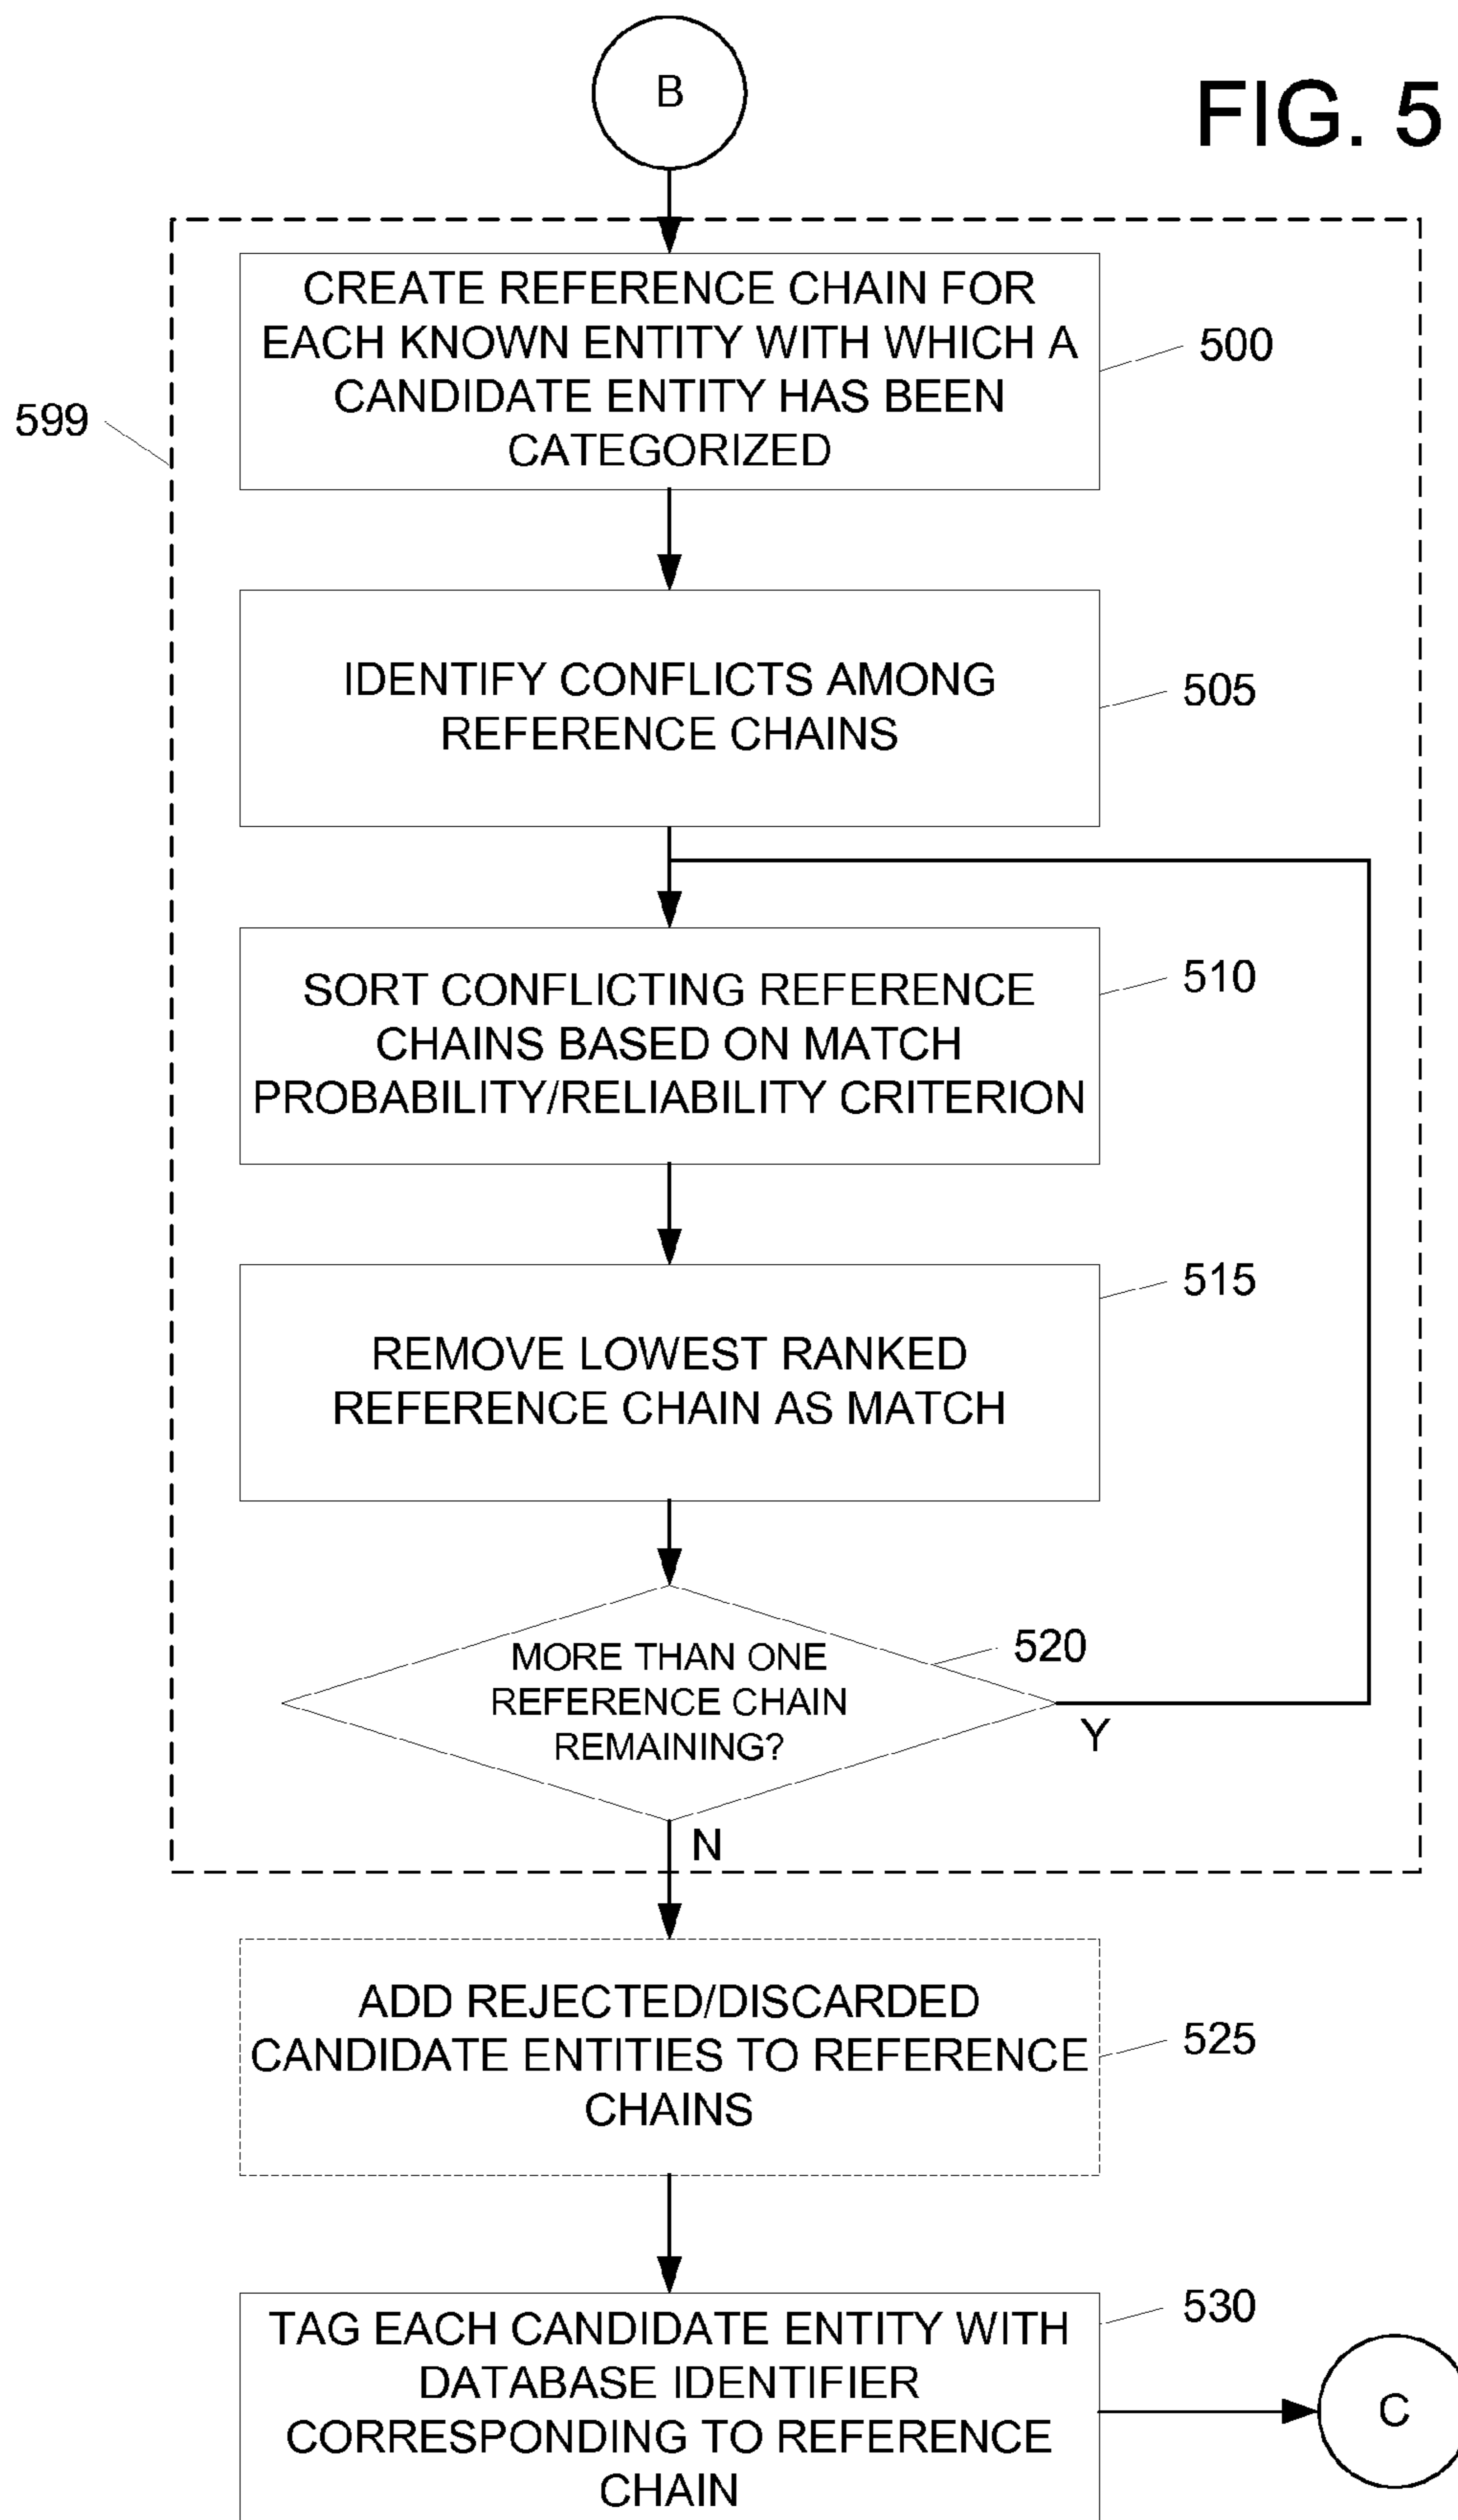 B
FIG. 5
CREATE REFERENCE CHAIN FOR
EACH KNOWN ENTITY WITH WHICH A
CANDIDATE ENTITY HAS BEEN
CATEGORIZED
500
599
IDENTIFY CONFLICTS AMONG
REFERENCE CHAINS
505
SORT CONFLICTING REFERENCE
CHAINS BASED ON MATCH
PROBABILITY/RELIABILITY CRITERION
510
REMOVE LOWEST RANKED
REFERENCE CHAIN AS MATCH
515
MORE THAN ONE
REFERENCE CHAIN
REMAINING?
520
Y
N
ADD REJECTED/DISCARDED
CANDIDATE ENTITIES TO REFERENCE
CHAINS
525
TAG EACH CANDIDATE ENTITY WITH
DATABASE IDENTIFIER
CORRESPONDING TO REFERENCE
CHAIN
530
C